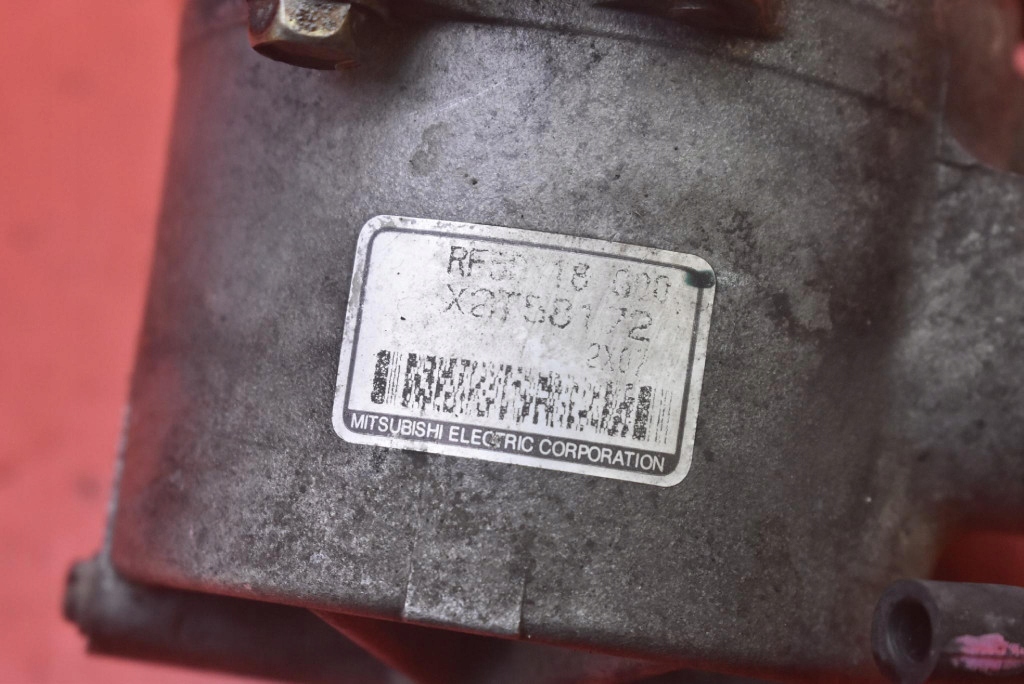 X2T58172
2X07
MITSUBISHI ELECTRIC CORPORATION